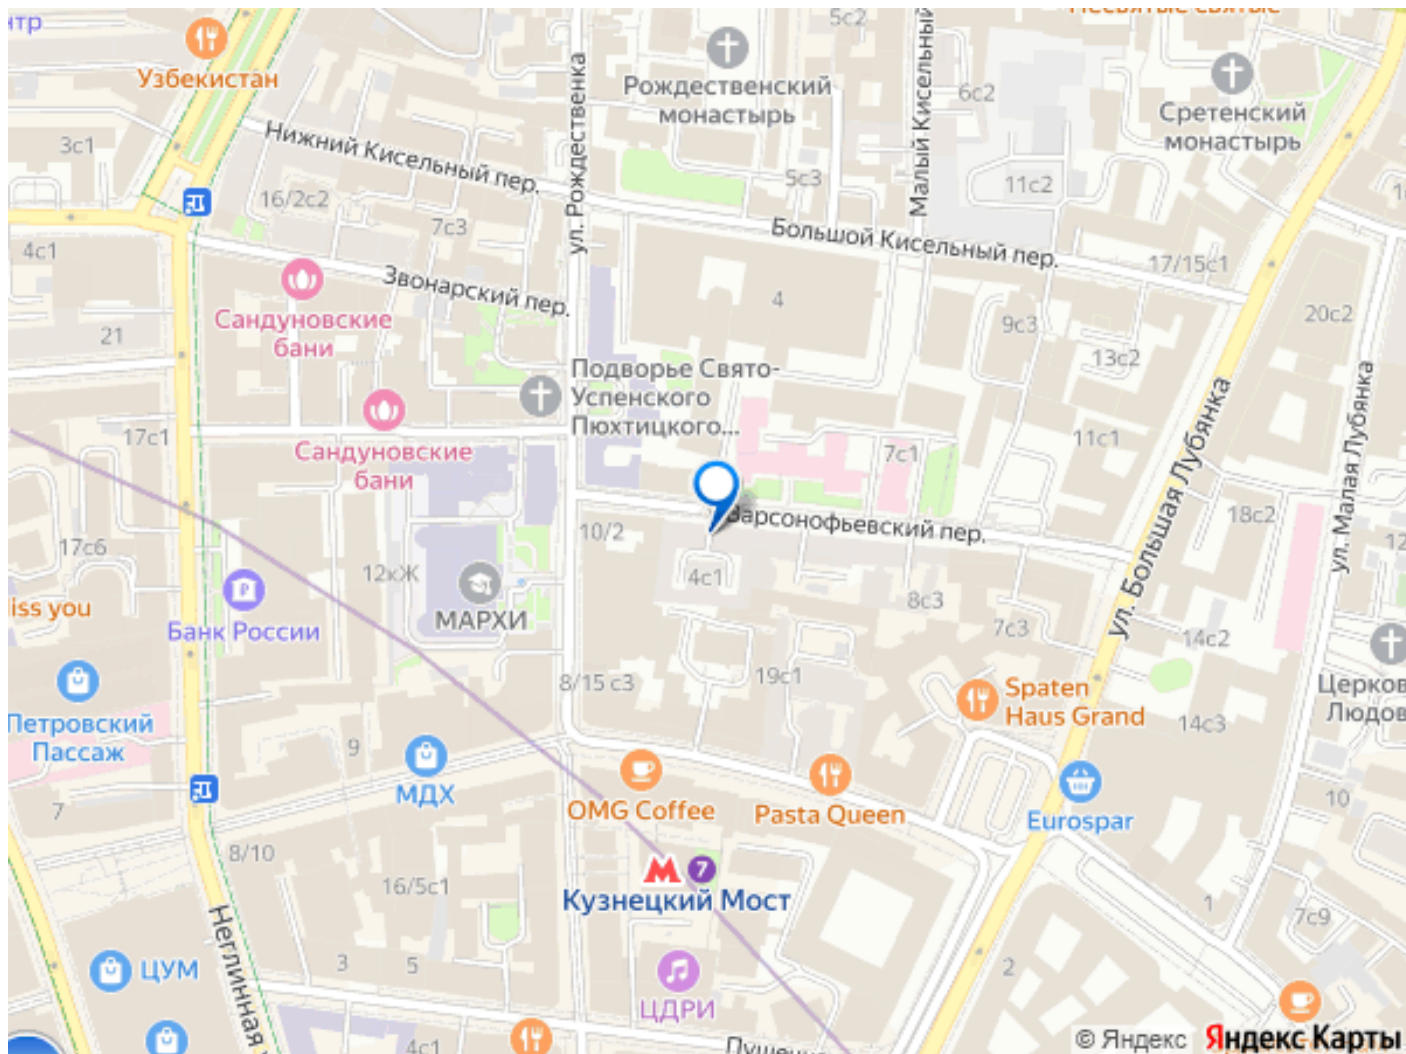 нтр
Узбекистан
5с2
Рождественский
монастырь
Малый Кисельный
6с2
Сретенский
монастырь
3с1
Нижний Кисельный пер.
ул. Рождественка
5с3
11с2
16/2с2
7с3
4с1
Большой Кисельный пер.
17/15с1
Звонарский пер.
4
Сандуновские
бани
21
9с3
20с2
13с2
Подворье Свято-
Успенского
Пюхтицкого...
17с1
Сандуновские
бани
7с1
11с1
ул. Большая Лубянка
ул. Малая Лубянка
18с2
10/2
Варсонофьевский пер.
17с6
12кЖ
МАРХИ
4с1
8с3
7с3
14с2
12
iss you
Банк России
8/15 с3
19с1
Spaten
Haus Grand
14с3
Церков
Людов
Петровский
Пассаж
9
МДХ
OMG Coffee
Pasta Queen
Eurospar
10
7
8/10
16/5с1
7
Кузнецкий Мост
1
7с9
Неглинная
ЦУМ
3
5
ЦДРИ
2
4с1
© Яндекс
Яндекс Карты